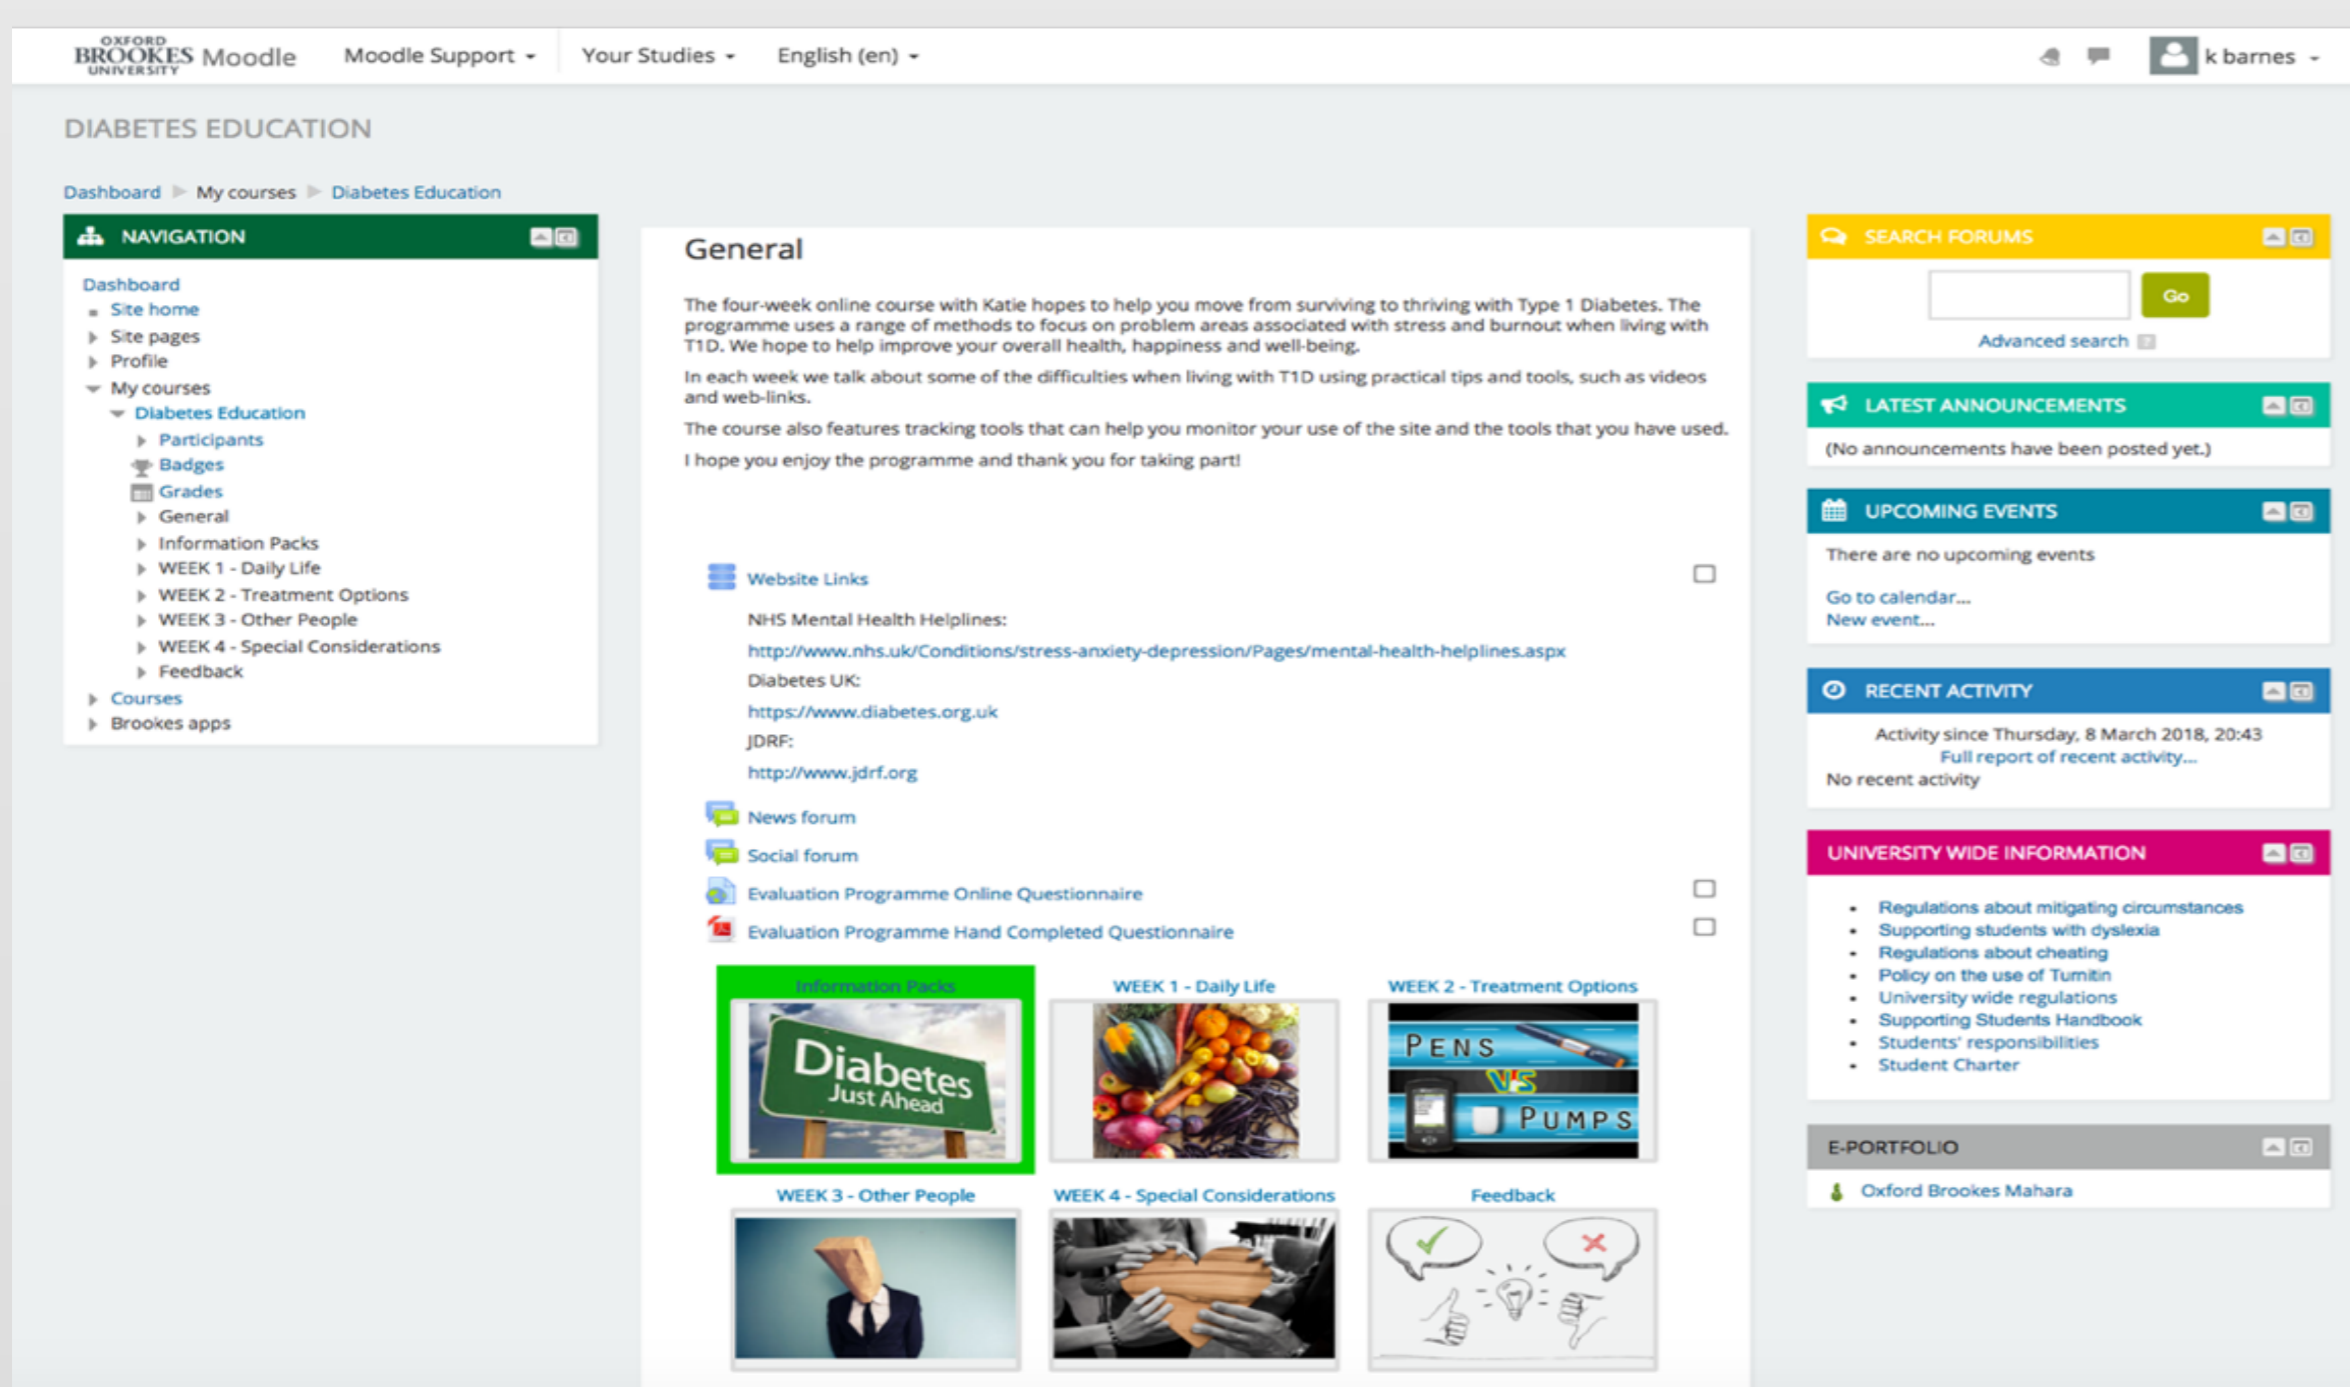 OXFORD
BROOKES
UNIVERSITY
Moodle
Moodle Support
Your Studies
English (en)
k barnes
DIABETES EDUCATION
Dashboard
My courses
Diabetes Education
NAVIGATION
Dashboard
Site home
Site pages
Profile
My courses
Diabetes Education
Participants
Badges
Grades
General
Information Packs
WEEK 1 - Daily Life
WEEK 2 - Treatment Options
WEEK 3 - Other People
WEEK 4 - Special Considerations
Feedback
Courses
Brookes apps
General
The four-week online course with Katie hopes to help you move from surviving to thriving with Type 1 Diabetes. The
programme uses a range of methods to focus on problem areas associated with stress and burnout when living with
T1D. We hope to help improve your overall health, happiness and well-being.
In each week we talk about some of the difficulties when living with T1D using practical tips and tools, such as videos
and web-links.
The course also features tracking tools that can help you monitor your use of the site and the tools that you have used.
I hope you enjoy the programme and thank you for taking part!
Website Links
NHS Mental Health Helplines:
http://www.nhs.uk/Conditions/stress-anxiety-depression/Pages/mental-health-helplines.aspx
Diabetes UK:
https://www.diabetes.org.uk
JDRF:
http://www.jdrf.org
News forum
Social forum
Evaluation Programme Online Questionnaire
Evaluation Programme Hand Completed Questionnaire
Information Packs
Diabetes
Just Ahead
WEEK 1 - Daily Life
WEEK 2 - Treatment Options
PENS
VS
PUMPS
WEEK 3 - Other People
WEEK 4 - Special Considerations
Feedback
SEARCH FORUMS
Go
Advanced search
LATEST ANNOUNCEMENTS
(No announcements have been posted yet.)
UPCOMING EVENTS
There are no upcoming events
Go to calendar...
New event...
RECENT ACTIVITY
Activity since Thursday, 8 March 2018, 20:43
Full report of recent activity...
No recent activity
UNIVERSITY WIDE INFORMATION
Regulations about mitigating circumstances
Supporting students with dyslexia
Regulations about cheating
Policy on the use of Turnitin
University wide regulations
Supporting Students Handbook
Students' responsibilities
Student Charter
E-PORTFOLIO
Oxford Brookes Mahara